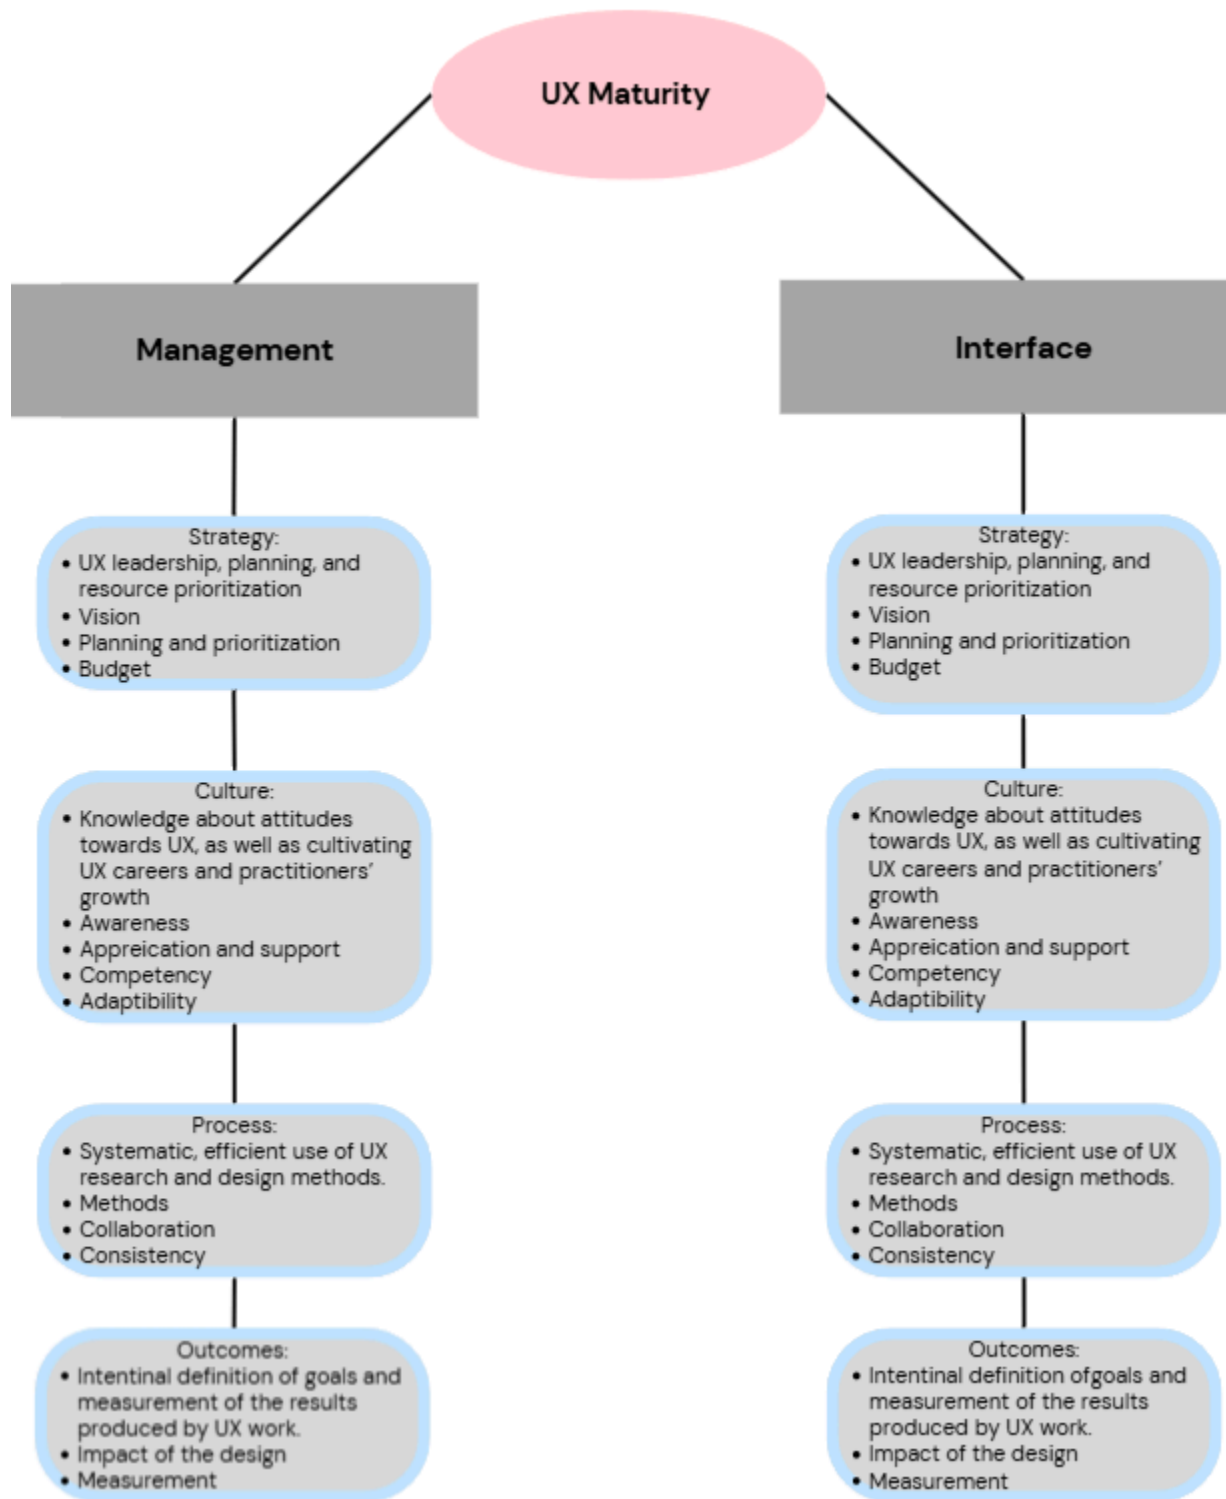 UX Maturity
Management
Strategy:
• UX leadership, planning, and
resource prioritization
• Vision
• Planning and prioritization
• Budget
Culture:
• Knowledge about attitudes
towards UX, as well as cultivating
UX careers and practitioners’
growth
• Awareness
• Appreication and support
• Competency
• Adaptibility
Process:
• Systematic, efficient use of UX
research and design methods.
• Methods
• Collaboration
• Consistency
Outcomes:
• Intentinal definition of goals and
measurement of the results
produced by UX work.
• Impact of the design
• Measurement
Interface
Strategy:
• UX leadership, planning, and
resource prioritization
• Vision
• Planning and prioritization
• Budget
Culture:
• Knowledge about attitudes
towards UX, as well as cultivating
UX careers and practitioners’
growth
• Awareness
• Appreication and support
• Competency
• Adaptibility
Process:
• Systematic, efficient use of UX
research and design methods.
• Methods
• Collaboration
• Consistency
Outcomes:
• Intentinal definition ofgoals and
measurement of the results
produced by UX work.
• Impact of the design
• Measurement